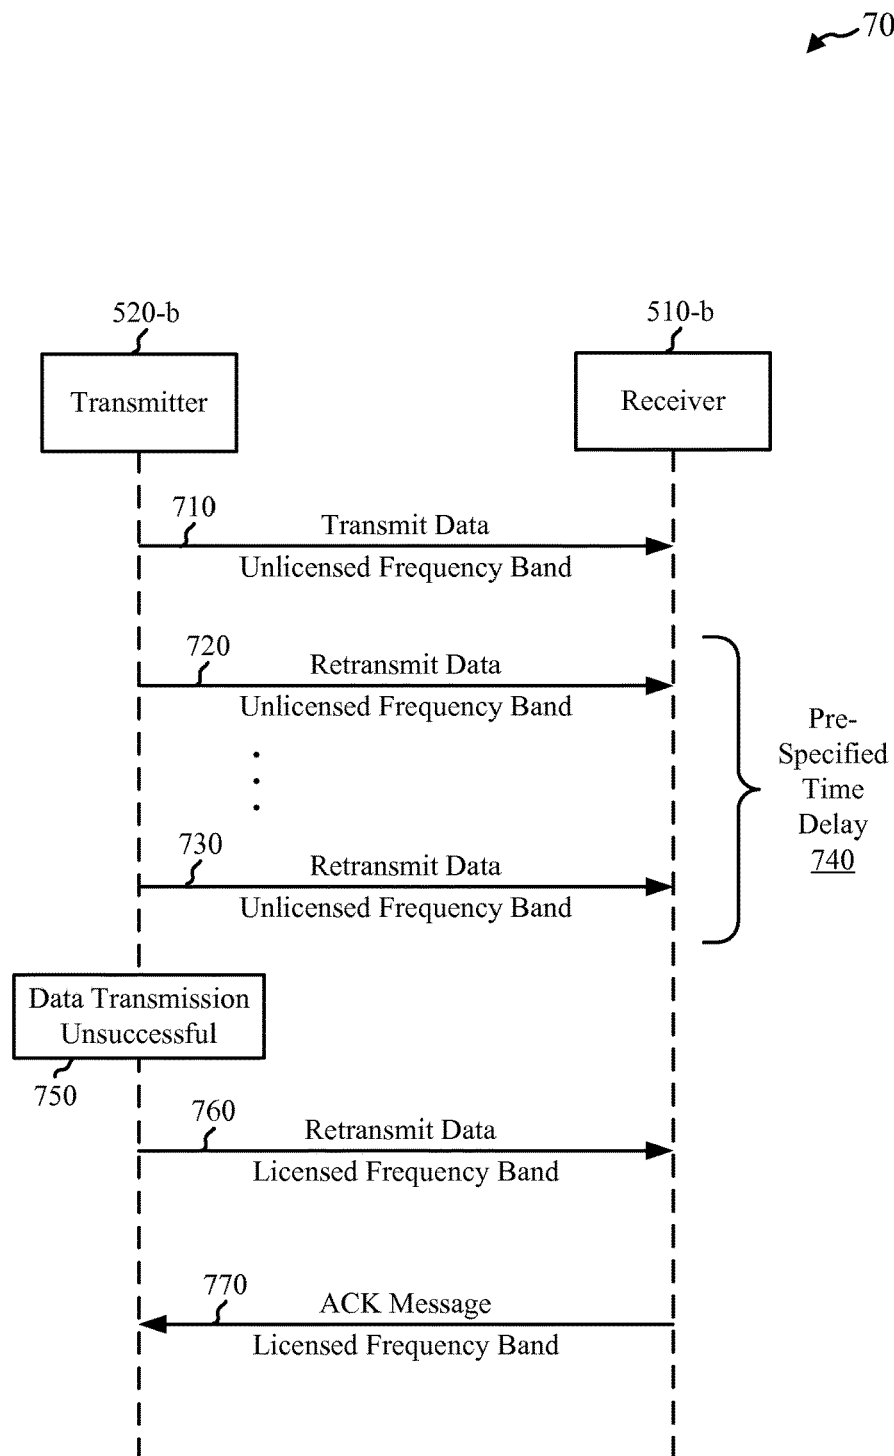 70
520-b
510-b
Transmitter
Receiver
710
Transmit Data
Unlicensed Frequency Band
720
Retransmit Data
Unlicensed Frequency Band
Pre-
Specified
Time
Delay
740
730
Retransmit Data
Unlicensed Frequency Band
Data Transmission
Unsuccessful
750
760
Retransmit Data
Licensed Frequency Band
770
ACK Message
Licensed Frequency Band